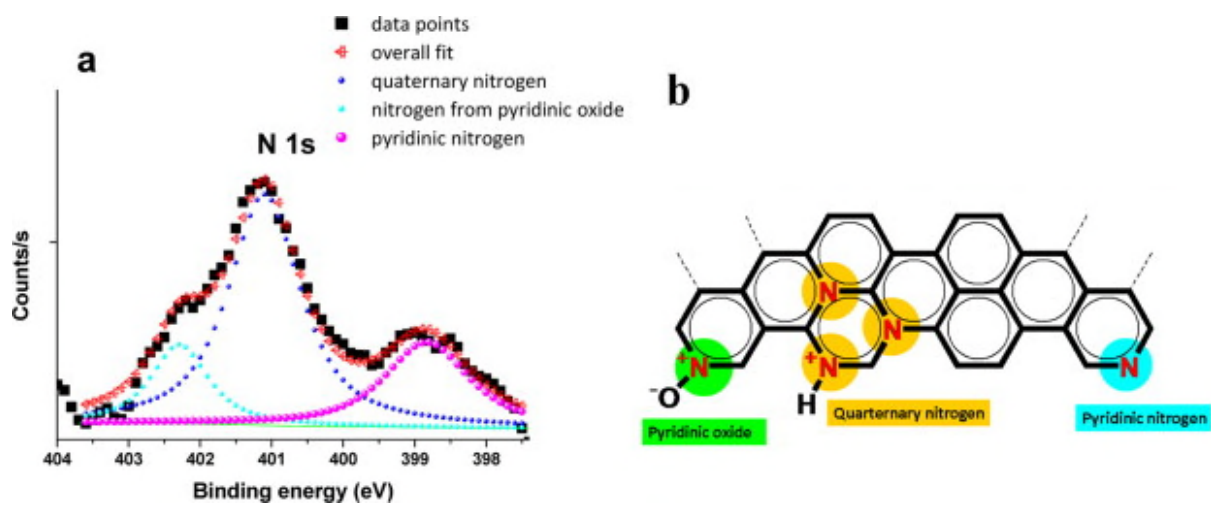 data points
overall fit
quaternary nitrogen
nitrogen from pyridinic oxide
pyridinic nitrogen
a
N 1s
Counts/s
404 403 402 401 400 399 398
Binding energy (eV)
b
N
N
+N
+N
N
−O
H
Pyridinic oxide
Quarternary nitrogen
Pyridinic nitrogen